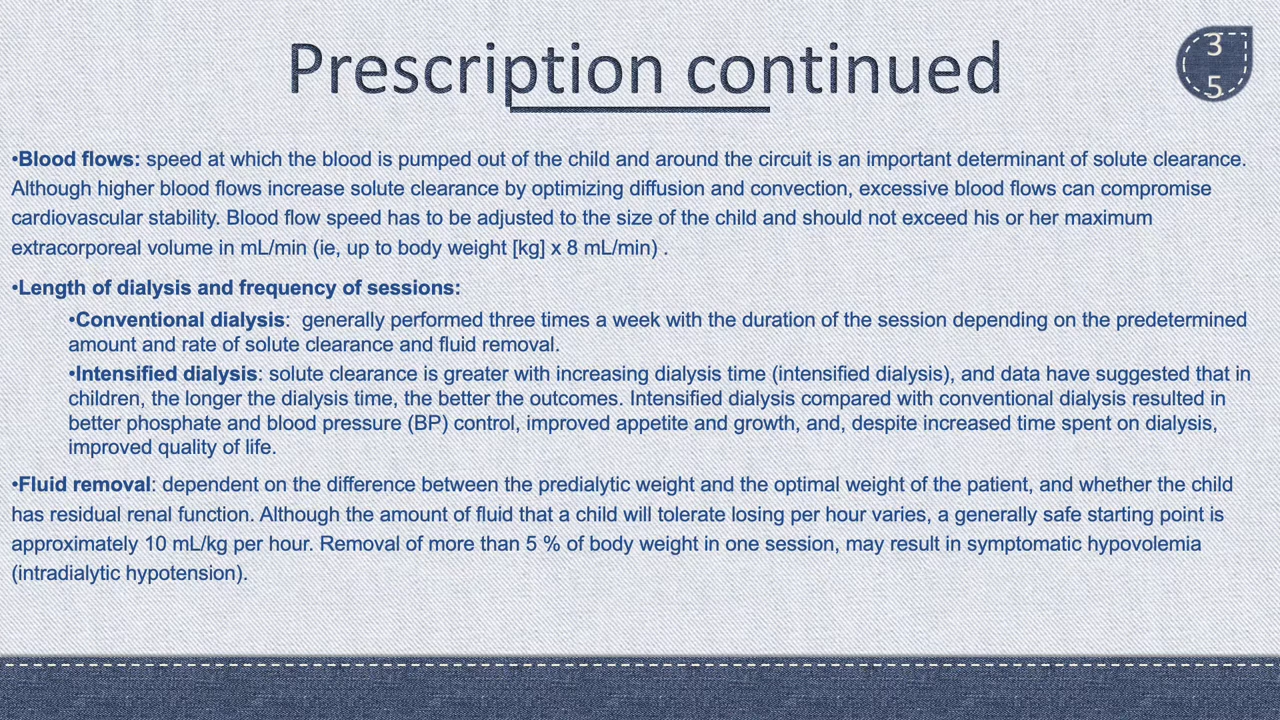 Prescription continued
3
5
•Blood flows: speed at which the blood is pumped out of the child and around the circuit is an important determinant of solute clearance.
Although higher blood flows increase solute clearance by optimizing diffusion and convection, excessive blood flows can compromise
cardiovascular stability. Blood flow speed has to be adjusted to the size of the child and should not exceed his or her maximum
extracorporeal volume in mL/min (ie, up to body weight [kg] x 8 mL/min) .
•Length of dialysis and frequency of sessions:
•Conventional dialysis:  generally performed three times a week with the duration of the session depending on the predetermined
amount and rate of solute clearance and fluid removal.
•Intensified dialysis: solute clearance is greater with increasing dialysis time (intensified dialysis), and data have suggested that in
children, the longer the dialysis time, the better the outcomes. Intensified dialysis compared with conventional dialysis resulted in
better phosphate and blood pressure (BP) control, improved appetite and growth, and, despite increased time spent on dialysis,
improved quality of life.
•Fluid removal: dependent on the difference between the predialytic weight and the optimal weight of the patient, and whether the child
has residual renal function. Although the amount of fluid that a child will tolerate losing per hour varies, a generally safe starting point is
approximately 10 mL/kg per hour. Removal of more than 5 % of body weight in one session, may result in symptomatic hypovolemia
(intradialytic hypotension).